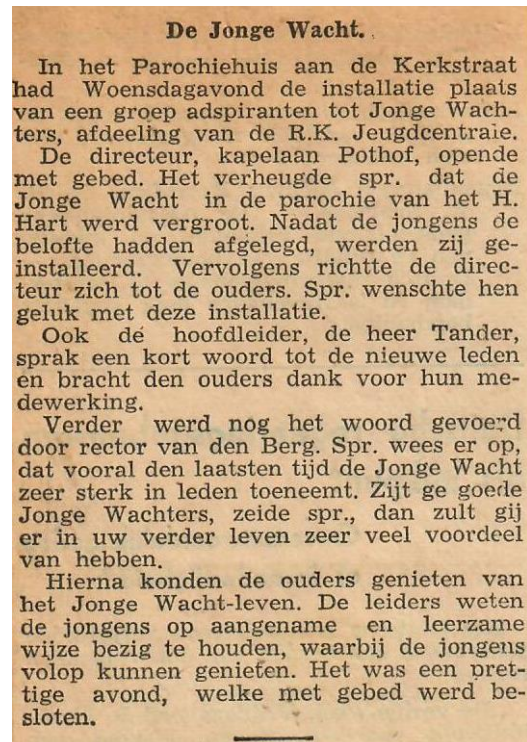 De Jonge Wacht.
In het Parochiehuis aan de Kerkstraat
had Woensdagavond de installatie plaats
van een groep adspiranten tot Jonge Wach-
ters, afdeeling van de R.K. Jeugdcentrale.
De directeur, kapelaan Pothof, opende
met gebed. Het verheugde spr. dat de
Jonge Wacht in de parochie van het H.
Hart werd vergroot. Nadat de jongens de
belofte hadden afgelegd, werden zij ge-
installeerd. Vervolgens richtte de direc-
teur zich tot de ouders. Spr. wenschte hen
geluk met deze installatie.
Ook de hoofdleider, de heer Tander,
sprak een kort woord tot de nieuwe leden
en bracht den ouders dank voor hun me-
dewerking.
Verder werd nog het woord gevoerd
door rector van den Berg. Spr. wees er op,
dat vooral den laatsten tijd de Jonge Wacht
zeer sterk in leden toeneemt. Zijt ge goede
Jonge Wachters, zeide spr., dan zult gij
er in uw verder leven zeer veel voordeel
van hebben.
Hierna konden de ouders genieten van
het Jonge Wacht-leven. De leiders weten
de jongens op aangename en leerzame
wijze bezig te houden, waarbij de jongens
volop kunnen genieten. Het was een pret-
tige avond, welke met gebed werd be-
sloten.